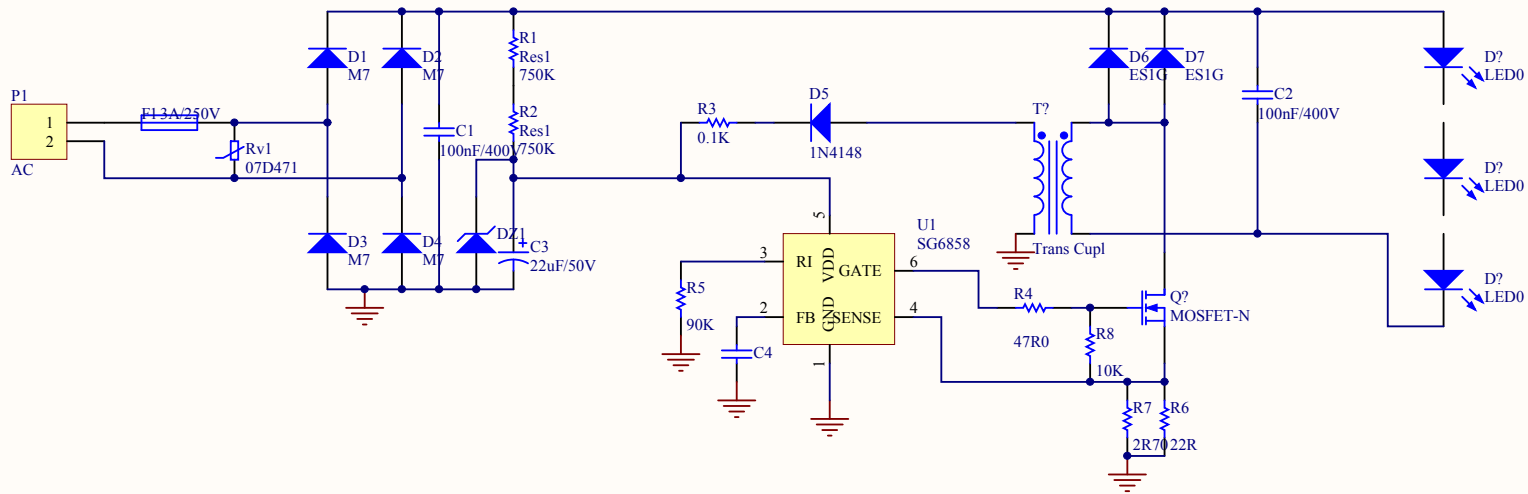 P1
1
2
AC
F1 3A/250V
Rv1
07D471
D1
M7
D2
M7
D3
M7
D4
M7
C1
100nF/400V
R1
Res1
750K
R2
Res1
750K
DZ1
+
C3
22uF/50V
R3
0.1K
D5
1N4148
T?
Trans Cupl
D6
ES1G
D7
ES1G
C2
100nF/400V
D?
LED0
D?
LED0
D?
LED0
U1
SG6858
5
3
RI
VDD
GATE
6
2
FB
GND
SENSE
4
1
R5
90K
C4
R4
47R0
R8
10K
Q?
MOSFET-N
R7
2R70
R6
22R